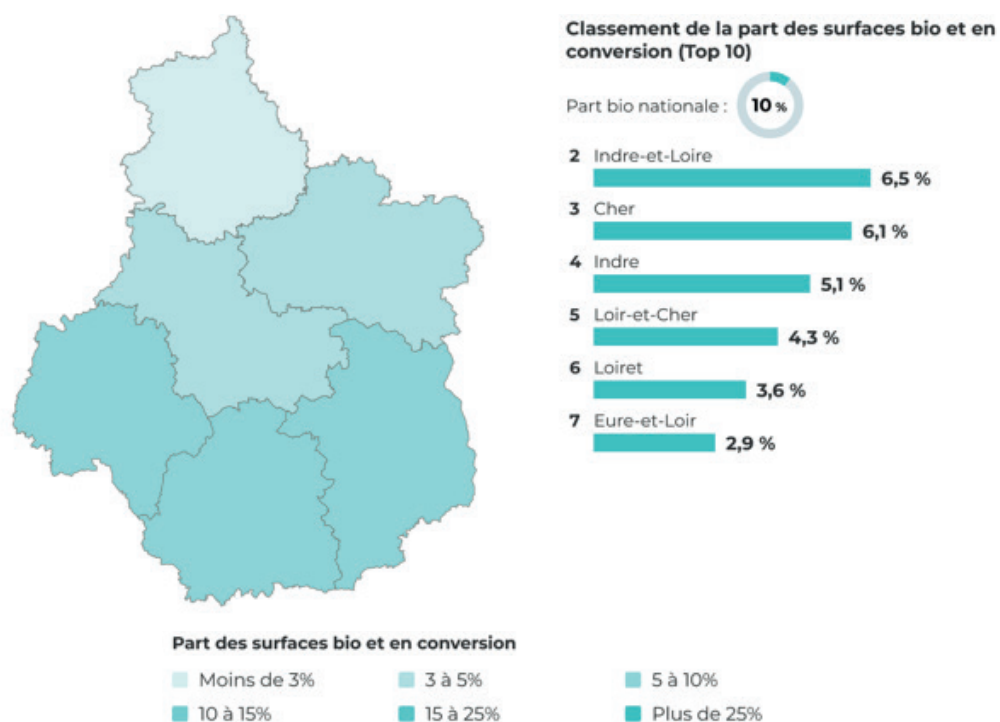 Classement de la part des surfaces bio et en
conversion (Top 10)
Part bio nationale : 10 %
2 Indre-et-Loire
6,5 %
3 Cher
6,1 %
4 Indre
5,1 %
5 Loir-et-Cher
4,3 %
6 Loiret
3,6 %
7 Eure-et-Loir
2,9 %
Part des surfaces bio et en conversion
Moins de 3% 3 à 5% 5 à 10%
10 à 15% 15 à 25% Plus de 25%